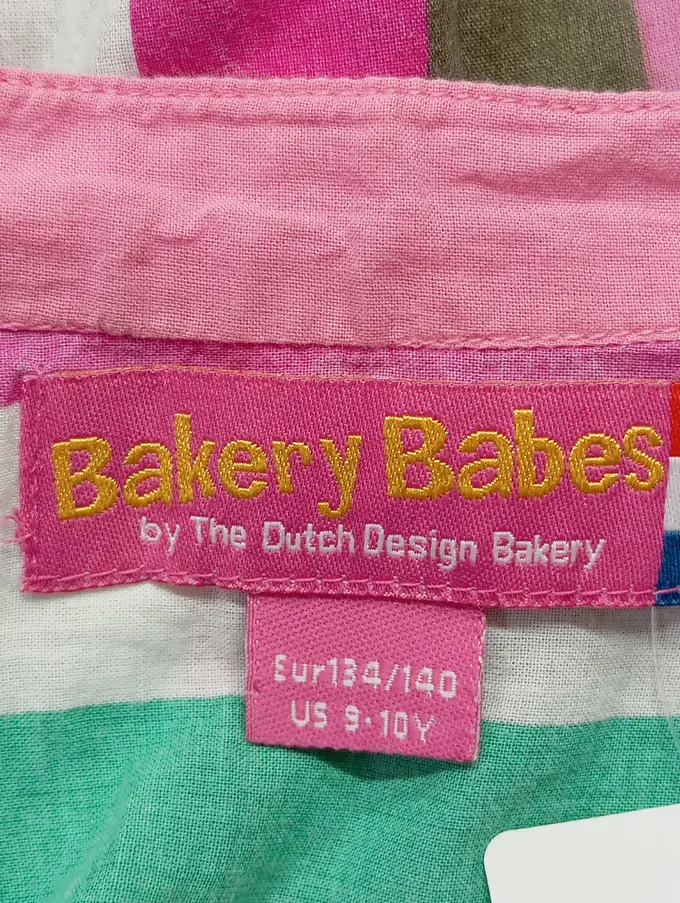 Bakery Babes
by The Dutch Design Bakery
Eur134/140
US 9-10Y